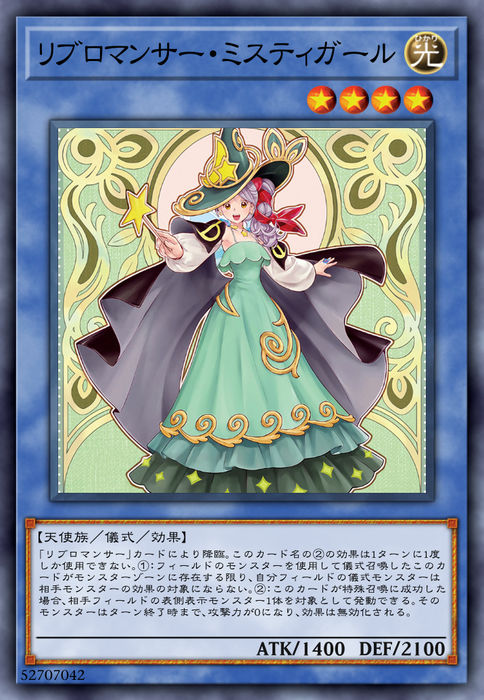 リブロマンサー・ミスティガール
ひかり
光
【天使族／儀式／効果】
「リブロマンサー」カードにより降臨。このカード名の②の効果は1ターンに1度
しか使用できない。①：フィールドのモンスターを使用して儀式召喚したこのカ
ードがモンスターゾーンに存在する限り、自分フィールドの儀式モンスターは
相手モンスターの効果の対象にならない。②：このカードが特殊召喚に成功し
た場合、相手フィールドの表側表示モンスター1体を対象として発動できる。その
モンスターはターン終了時まで、攻撃力が0になり、効果は無効化される。
ATK/1400 DEF/2100
52707042